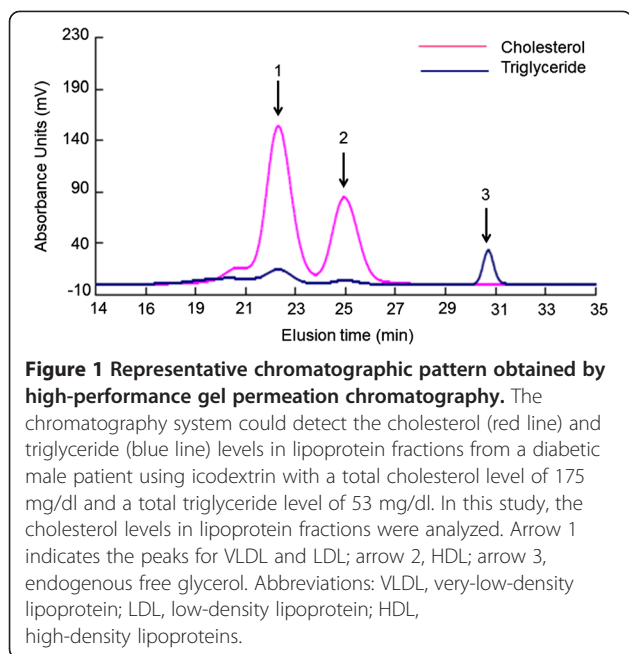 230
190
140
90
40
-10
Absorbance Units (mV)
Cholesterol
Triglyceride
1
2
3
14 16 19 21 23 25 27 29 31 33 35
Elusion time (min)
Figure 1 Representative chromatographic pattern obtained by
high-performance gel permeation chromatography. The
chromatography system could detect the cholesterol (red line) and
triglyceride (blue line) levels in lipoprotein fractions from a diabetic
male patient using icodextrin with a total cholesterol level of 175
mg/dl and a total triglyceride level of 53 mg/dl. In this study, the
cholesterol levels in lipoprotein fractions were analyzed. Arrow 1
indicates the peaks for VLDL and LDL; arrow 2, HDL; arrow 3,
endogenous free glycerol. Abbreviations: VLDL, very-low-density
lipoprotein; LDL, low-density lipoprotein; HDL,
high-density lipoproteins.